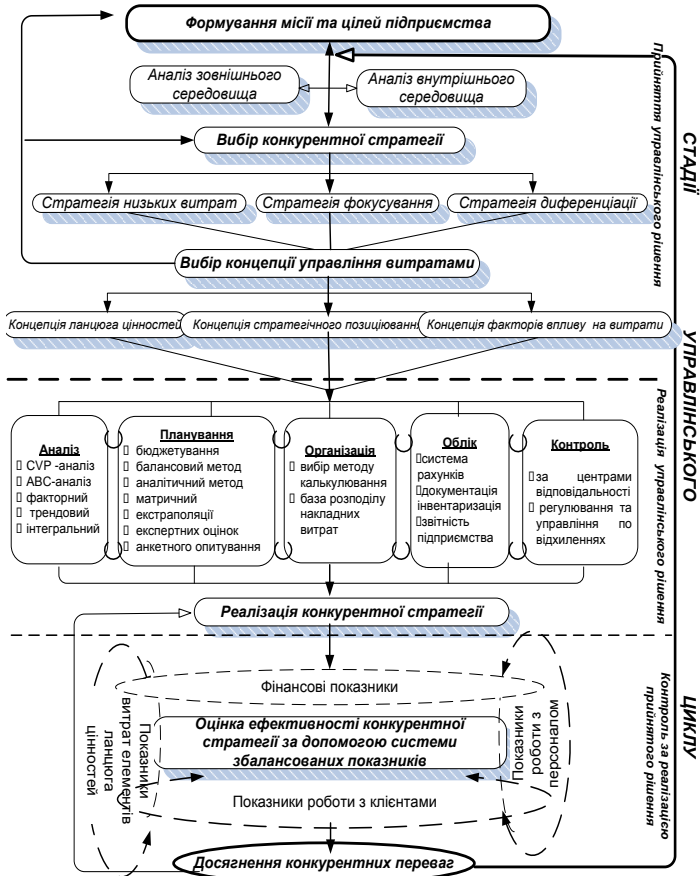 Формування місії та цілей підприємства
Аналіз зовнішнього
середовища
Аналіз внутрішнього
середовища
Вибір конкурентної стратегії
Стратегія низьких витрат
Стратегія фокусування
Стратегія диференціації
Вибір концепції управління витратами
Концепція ланцюга цінностей
Концепція стратегічного позиціювання
Концепція факторів впливу на витрати
Прийняття управлінського рішення
СТАДІЇ
Аналіз
CVP -аналіз
АВС-аналіз
факторний
трендовий
інтегральний
Планування
бюджетування
балансовий метод
аналітичний метод
матричний
екстраполяції
експертних оцінок
анкетного опитування
Організація
вибір методу
калькулювання
база розподілу
накладних
витрат
Облік
система
рахунків
документація
інвентаризація
звітність
підприємства
Контроль
за центрами
відповідальності
регулювання та
управління по
відхиленнях
Реалізація управлінського рішення
УПРАВЛІНСЬКОГО
Реалізація конкурентної стратегії
Фінансові показники
Показники
витрат елементів
ланцюга
цінностей
Оцінка ефективності конкурентної
стратегії за допомогою системи
збалансованих показників
Показники
роботи з
персоналом
Показники роботи з клієнтами
Досягнення конкурентних переваг
Контроль за реалізацією
прийнятого рішення
ЦИКЛУ